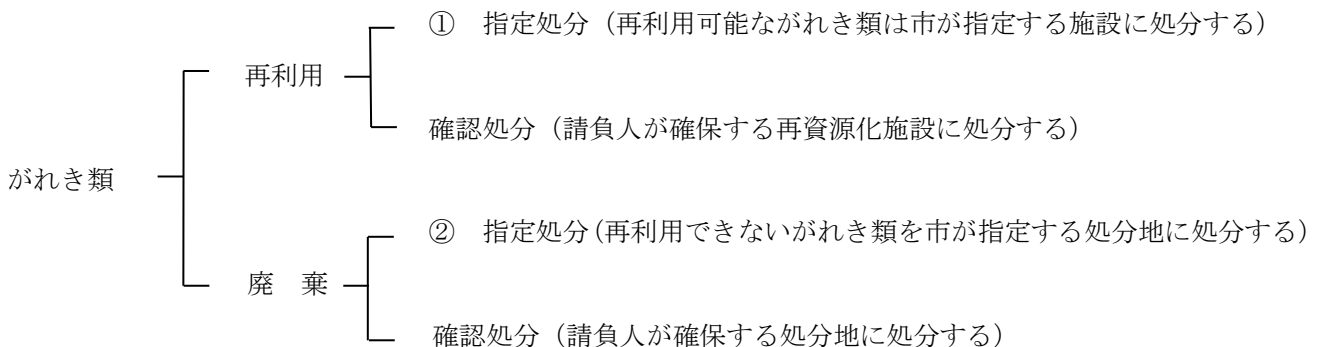 ① 指定処分（再利用可能ながれき類は市が指定する施設に処分する）
再利用
確認処分（請負人が確保する再資源化施設に処分する）
がれき類
② 指定処分（再利用できないがれき類を市が指定する処分地に処分する）
廃　棄
確認処分（請負人が確保する処分地に処分する）